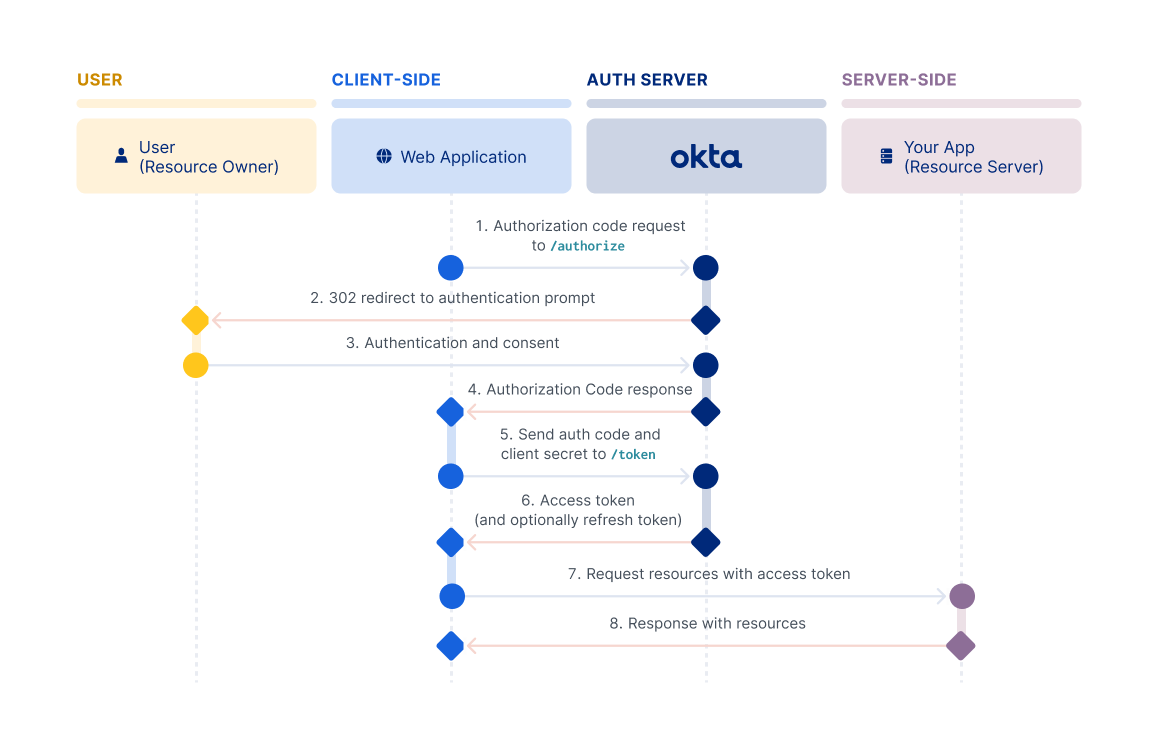 USER
CLIENT-SIDE
AUTH SERVER
SERVER-SIDE
User
(Resource Owner)
Web Application
okta
Your App
(Resource Server)
1. Authorization code request
to /authorize
2. 302 redirect to authentication prompt
3. Authentication and consent
4. Authorization Code response
5. Send auth code and
client secret to /token
6. Access token
(and optionally refresh token)
7. Request resources with access token
8. Response with resources